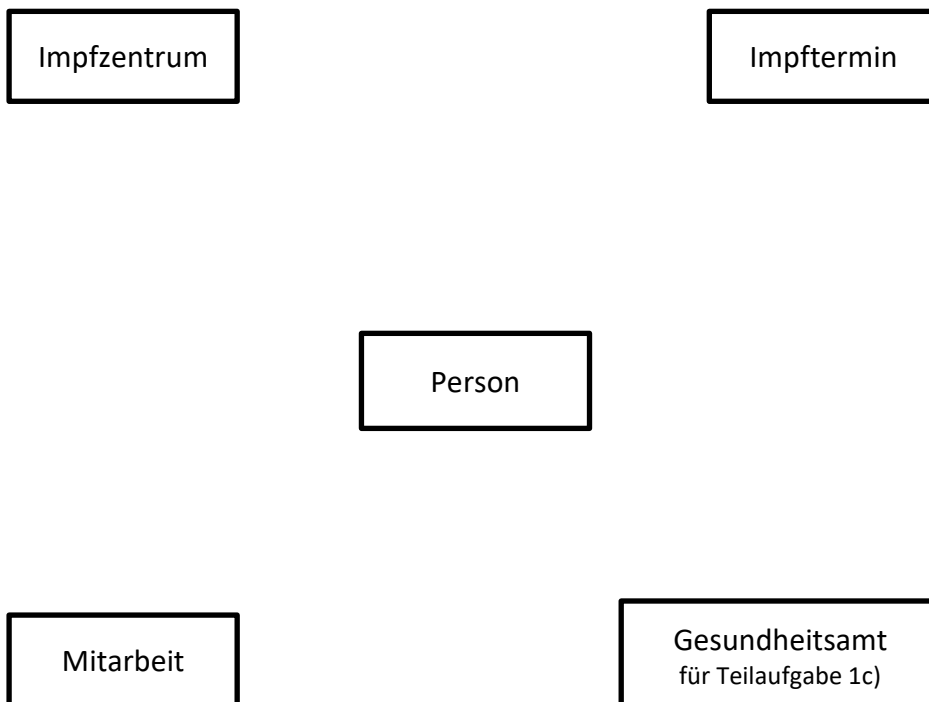 Impfzentrum
Impftermin
Person
Mitarbeit
Gesundheitsamt
für Teilaufgabe 1c)